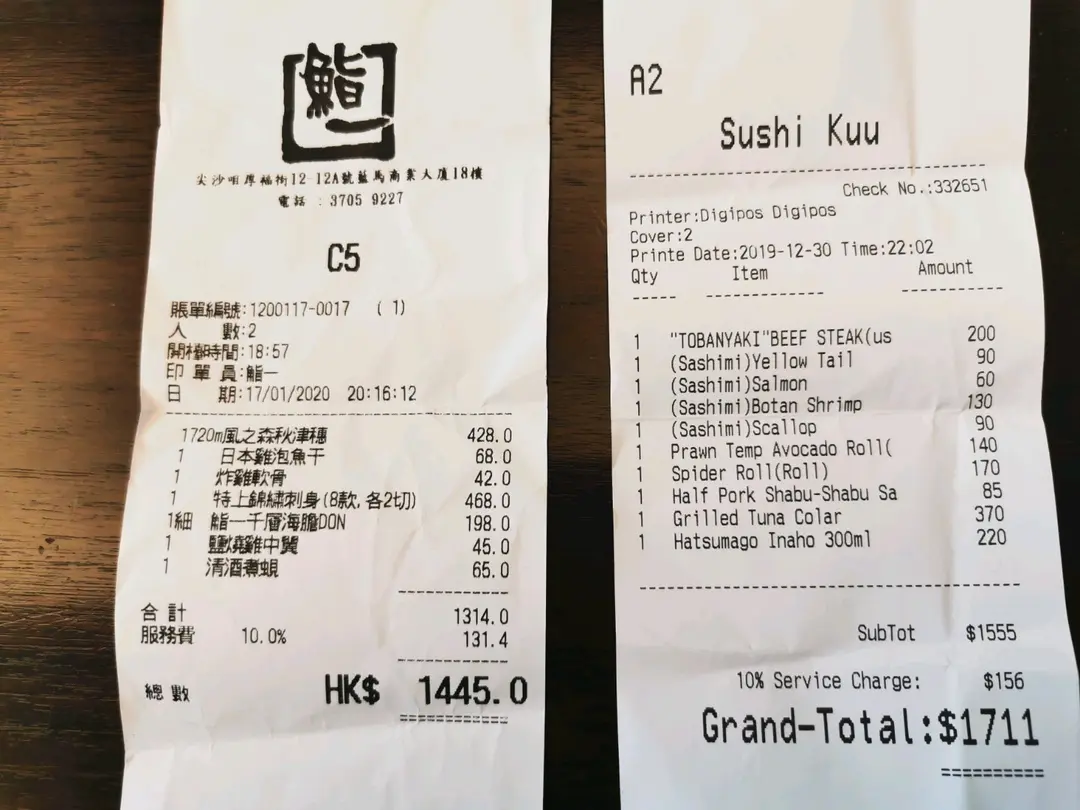 鮨一
尖沙咀厚福街12-12A號藍馬商業大廈18樓
電話 : 3705 9227
C5
賬單編號:1200117-0017 ( 1)
人 數:2
開檯時間:18:57
印 單 員:鮨一
日 期:17/01/2020 20:16:12
1720m風之森秋津穗 428.0
1 日本雞泡魚干 68.0
1 炸雞軟骨 42.0
1 特上錦繡刺身(8款, 各2切) 468.0
1細 鮨一千層海膽DON 198.0
1 鹽燒雞中翼 45.0
1 清酒煮蜆 65.0
合 計 1314.0
服務費 10.0% 131.4
總 數 HK$ 1445.0
A2
Sushi Kuu
Check No.:332651
Printer:Digipos Digipos
Cover:2
Printe Date:2019-12-30 Time:22:02
Qty Item Amount
1 "TOBANYAKI"BEEF STEAK(us 200
1 (Sashimi)Yellow Tail 90
1 (Sashimi)Salmon 60
1 (Sashimi)Botan Shrimp 130
1 (Sashimi)Scallop 90
1 Prawn Temp Avocado Roll( 140
1 Spider Roll(Roll) 170
1 Half Pork Shabu-Shabu Sa 85
1 Grilled Tuna Colar 370
1 Hatsumago Inaho 300ml 220
SubTot $1555
10% Service Charge: $156
Grand-Total:$1711